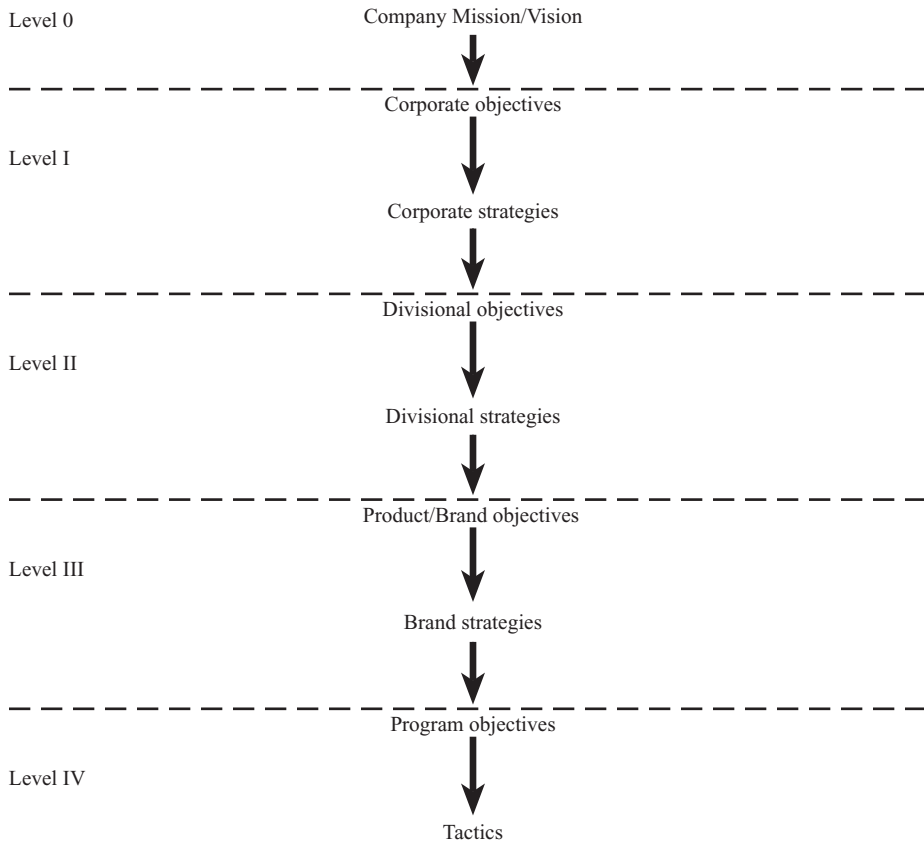 Level 0
Company Mission/Vision
Corporate objectives
Level I
Corporate strategies
Divisional objectives
Level II
Divisional strategies
Product/Brand objectives
Level III
Brand strategies
Program objectives
Level IV
Tactics